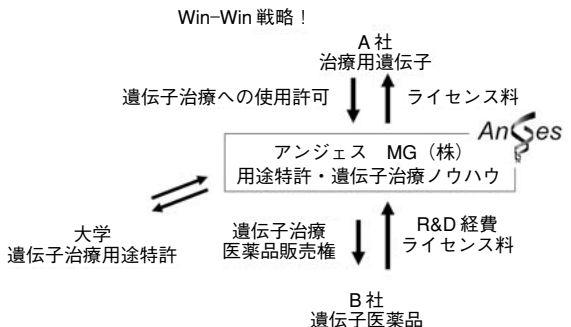 Win-Win 戦略！
A 社
治療用遺伝子
遺伝子治療への使用許可
ライセンス料
AnGes
アンジェス　MG（株）
用途特許・遺伝子治療ノウハウ
大学
遺伝子治療用途特許
遺伝子治療
医薬品販売権
R&D 経費
ライセンス料
B 社
遺伝子医薬品